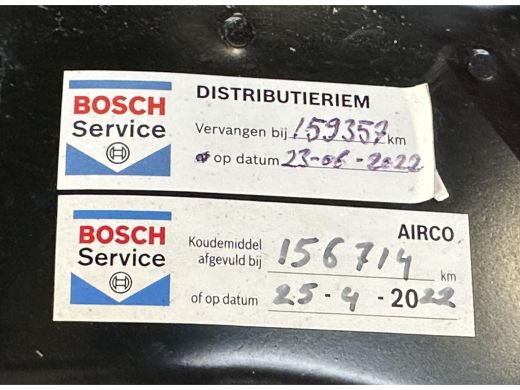 BOSCH
Service
DISTRIBUTIERIEM
Vervangen bij 159357 km
of op datum 23-06-2022
BOSCH
Service
AIRCO
Koudemiddel
afgevuld bij 156714 km
of op datum 25-4-2022